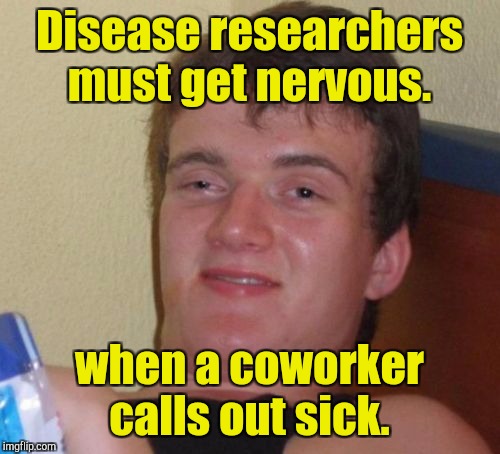 Disease researchers
must get nervous.
when a coworker
calls out sick.
imgflip.com